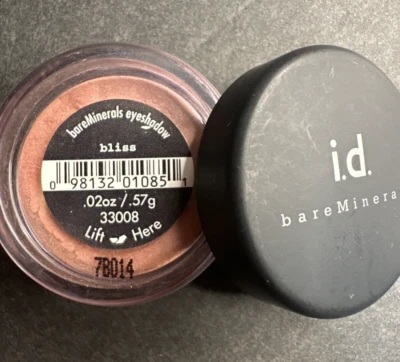 bareMinerals eyeshadow
bliss
0 98132 01085 1
.02oz/.57g
33008
Lift Here
7B014
i.d.
bareMinera